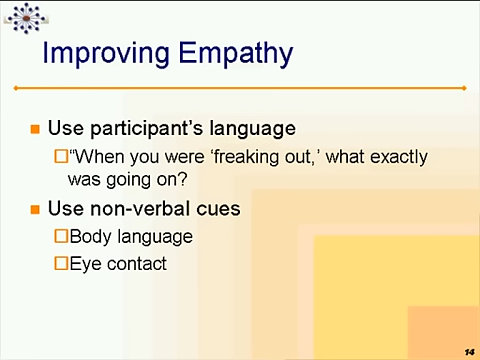 Improving Empathy
Use participant's language
“When you were ‘freaking out,’ what exactly
was going on?
Use non-verbal cues
Body language
Eye contact
14